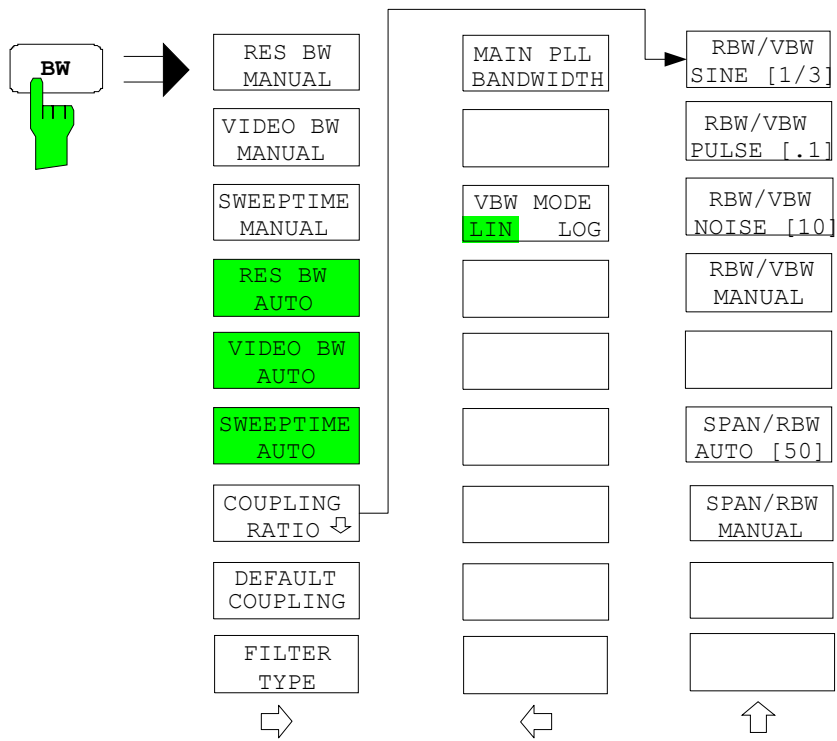 BW
RES BW
MANUAL
VIDEO BW
MANUAL
SWEEPTIME
MANUAL
RES BW
AUTO
VIDEO BW
AUTO
SWEEPTIME
AUTO
COUPLING
RATIO
DEFAULT
COUPLING
FILTER
TYPE
MAIN PLL
BANDWIDTH
VBW MODE
LIN LOG
RBW/VBW
SINE [1/3]
RBW/VBW
PULSE [.1]
RBW/VBW
NOISE [10]
RBW/VBW
MANUAL
SPAN/RBW
AUTO [50]
SPAN/RBW
MANUAL